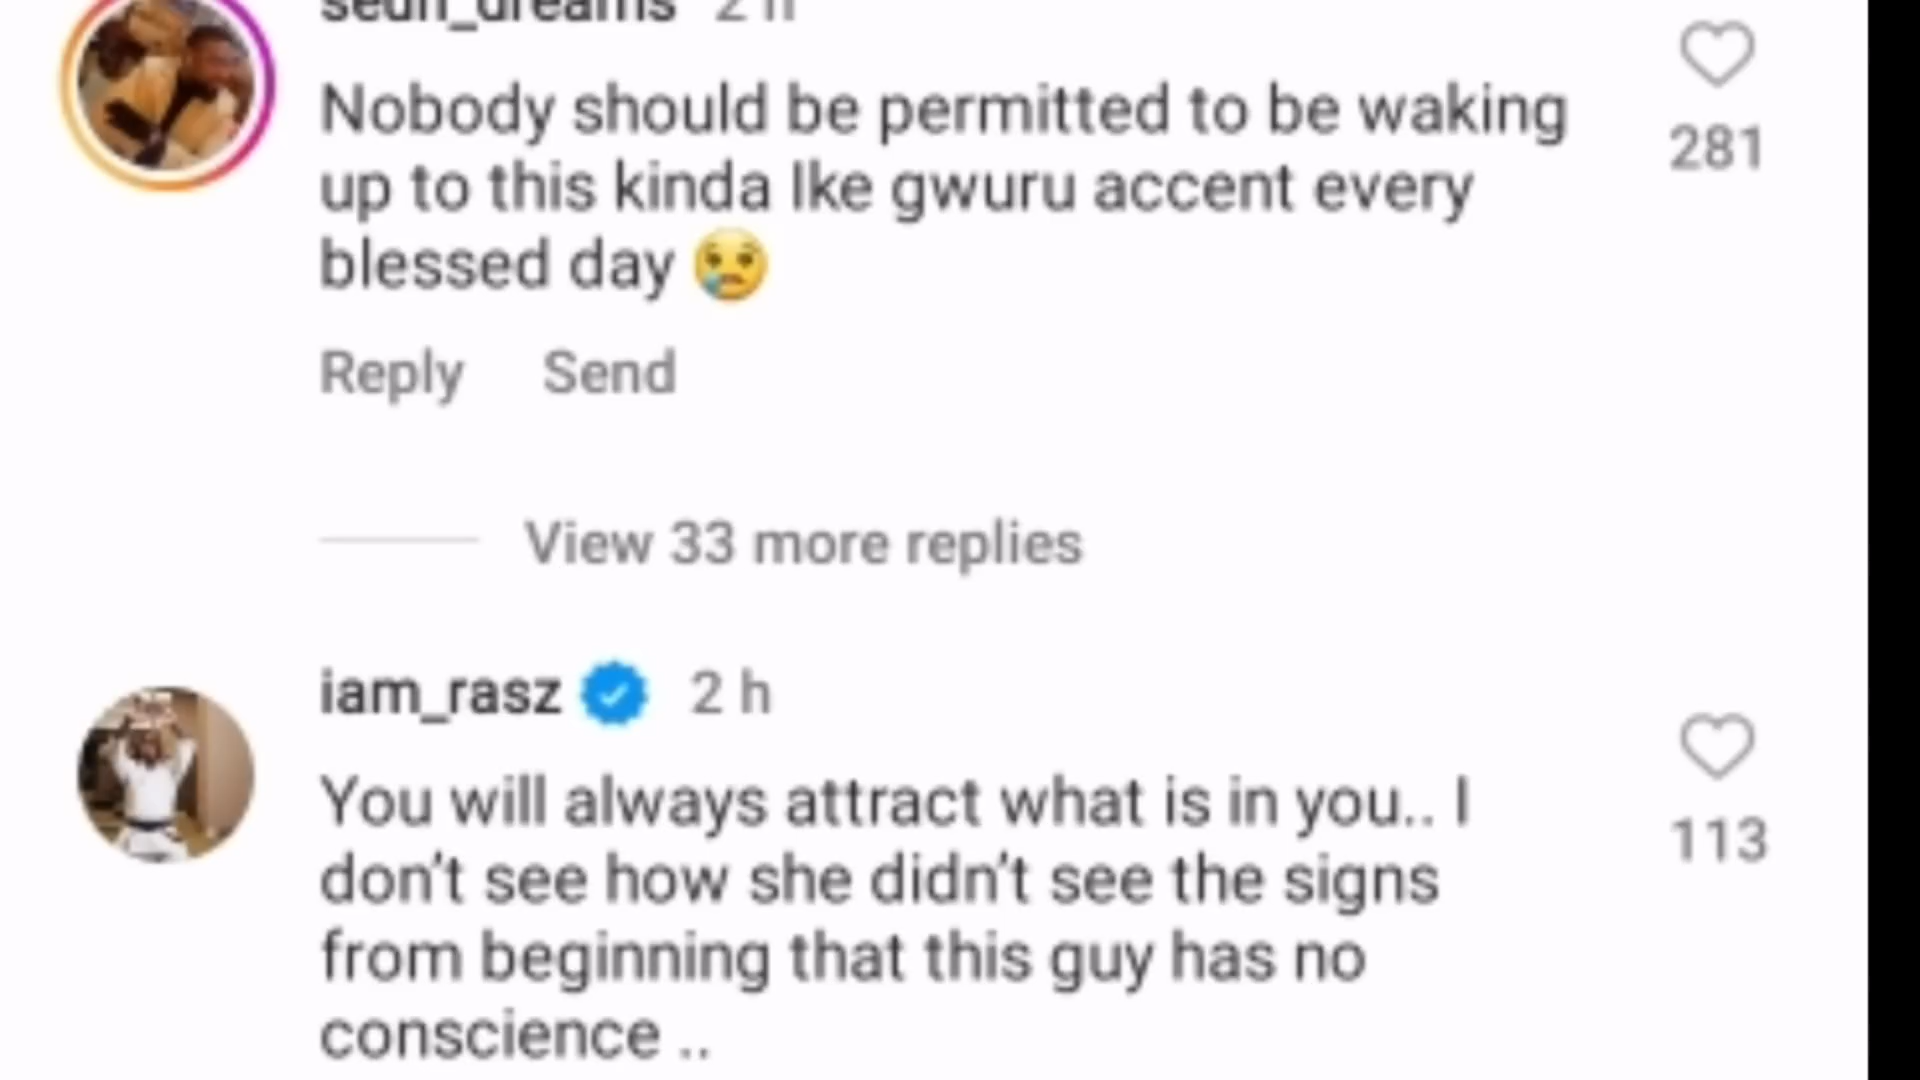 2 h
Nobody should be permitted to be waking
281
up to this kinda Ike gwuru accent every
blessed day 😢
Reply Send
View 33 more replies
iam_rasz 2 h
You will always attract what is in you.. I
113
don't see how she didn't see the signs
from beginning that this guy has no
conscience ..